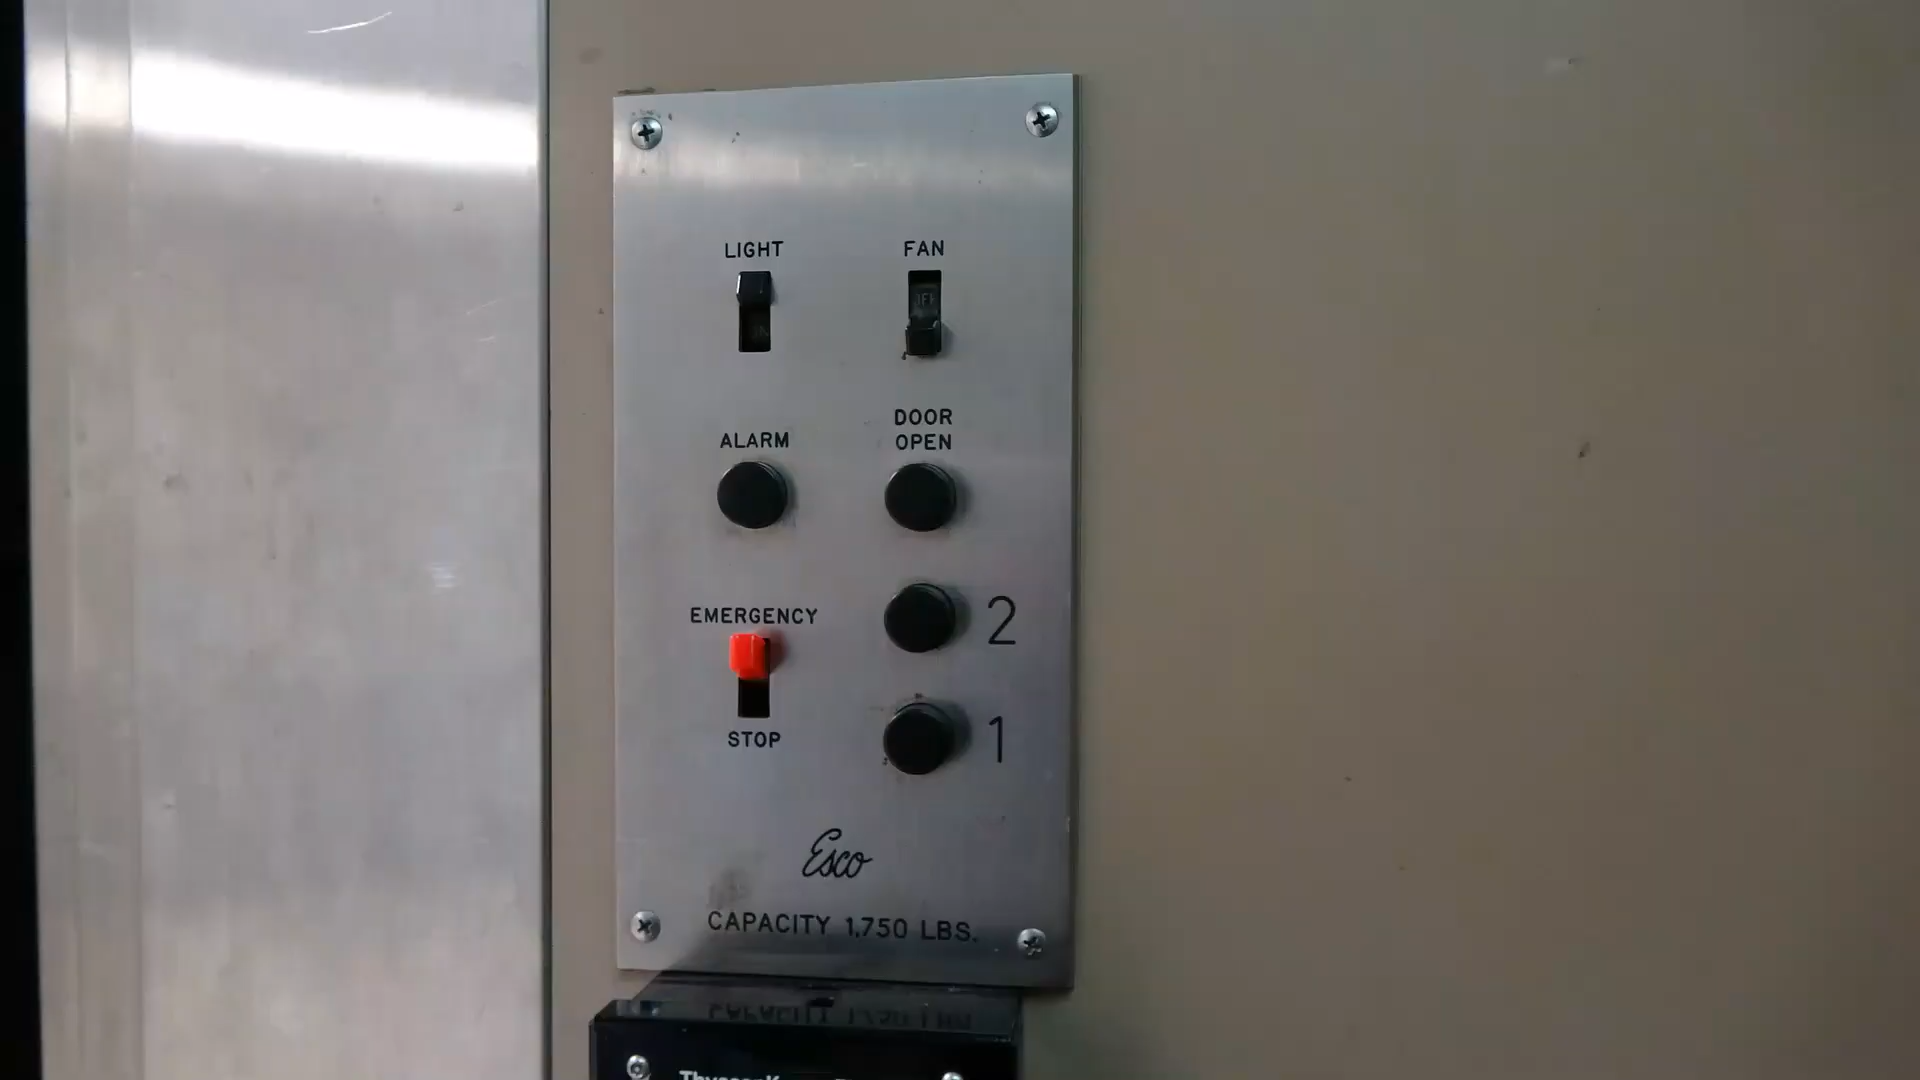 LIGHT
FAN
ALARM
DOOR
OPEN
EMERGENCY
2
STOP
1
Esco
CAPACITY 1,750 LBS.